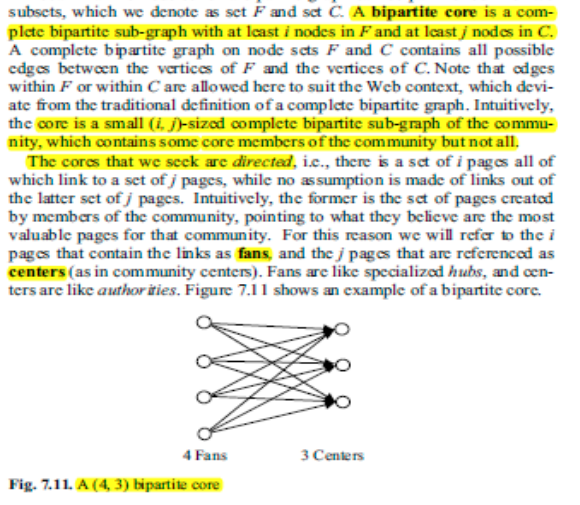 subsets, which we denote as set F and set C. A bipartite core is a com-
plete bipartite sub-graph with at least i nodes in F and at least j nodes in C.
A complete bipartite graph on node sets F and C contains all possible
edges between the vertices of F and the vertices of C. Note that edges
within F or within C are allowed here to suit the Web context, which devi-
ate from the traditional definition of a complete bipartite graph. Intuitively,
the core is a small (i, j)-sized complete bipartite sub-graph of the commu-
nity, which contains some core members of the community but not all.
The cores that we seek are directed, i.e., there is a set of i pages all of
which link to a set of j pages, while no assumption is made of links out of
the latter set of j pages. Intuitively, the former is the set of pages created
by members of the community, pointing to what they believe are the most
valuable pages for that community. For this reason we will refer to the i
pages that contain the links as fans, and the j pages that are referenced as
centers (as in community centers). Fans are like specialized hubs, and cen-
ters are like authorities. Figure 7.11 shows an example of a bipartite core.
4 Fans 3 Centers
Fig. 7.11. A (4, 3) bipartite core